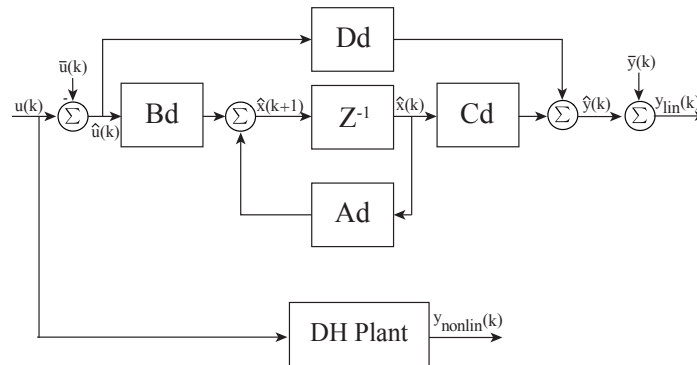 Dd
ū(k)
ȳ(k)
u(k)
-
Σ
û(k)
Bd
Σ
x̂(k+1)
Z⁻¹
x̂(k)
Cd
Σ
ŷ(k)
Σ
y_lin(k)
Ad
DH Plant
y_nonlin(k)